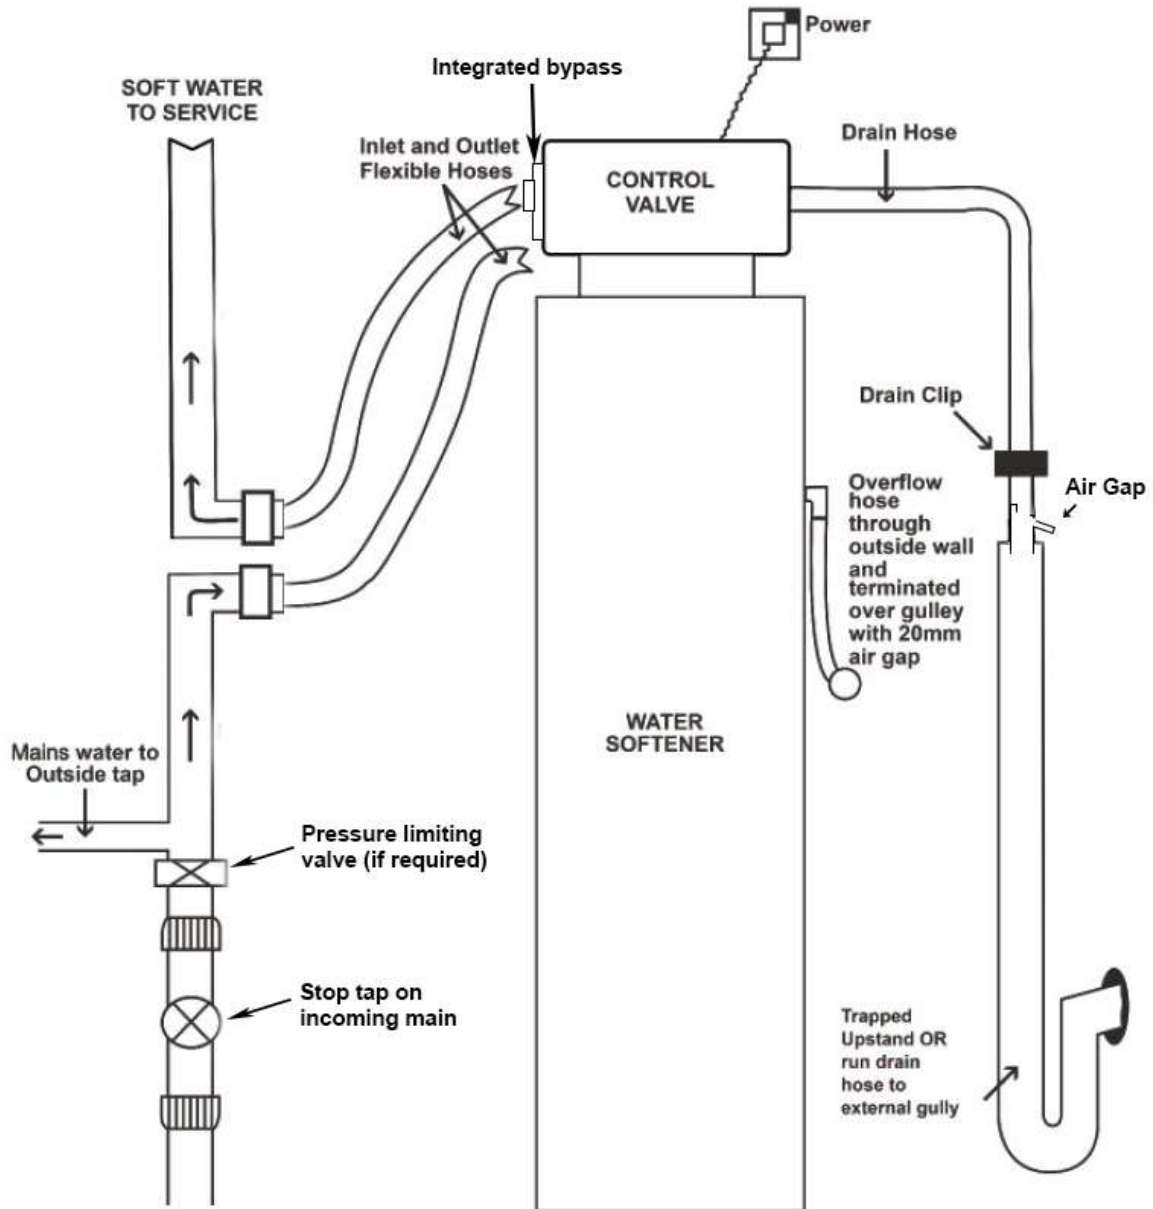 Power
Integrated bypass
SOFT WATER
TO SERVICE
Inlet and Outlet
Flexible Hoses
CONTROL
VALVE
Drain Hose
Drain Clip
Air Gap
Overflow
hose
through
outside wall
and
terminated
over gulley
with 20mm
air gap
WATER
SOFTENER
Mains water to
Outside tap
Pressure limiting
valve (if required)
Stop tap on
incoming main
Trapped
Upstand OR
run drain
hose to
external gully